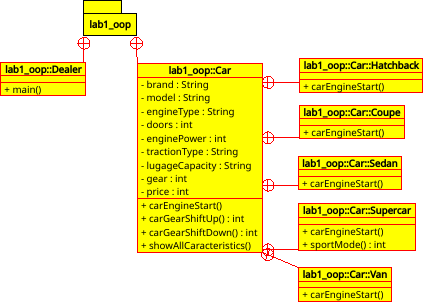 lab1_oop
lab1_oop::Dealer
+ main()
lab1_oop::Car
- brand : String
- model : String
- engineType : String
- doors : int
- enginePower : int
- tractionType : String
- lugageCapacity : String
- gear : int
- price : int
+ carEngineStart()
+ carGearShiftUp() : int
+ carGearShiftDown() : int
+ showAllCaracteristics()
lab1_oop::Car::Hatchback
+ carEngineStart()
lab1_oop::Car::Coupe
+ carEngineStart()
lab1_oop::Car::Sedan
+ carEngineStart()
lab1_oop::Car::Supercar
+ carEngineStart()
+ sportMode() : int
lab1_oop::Car::Van
+ carEngineStart()